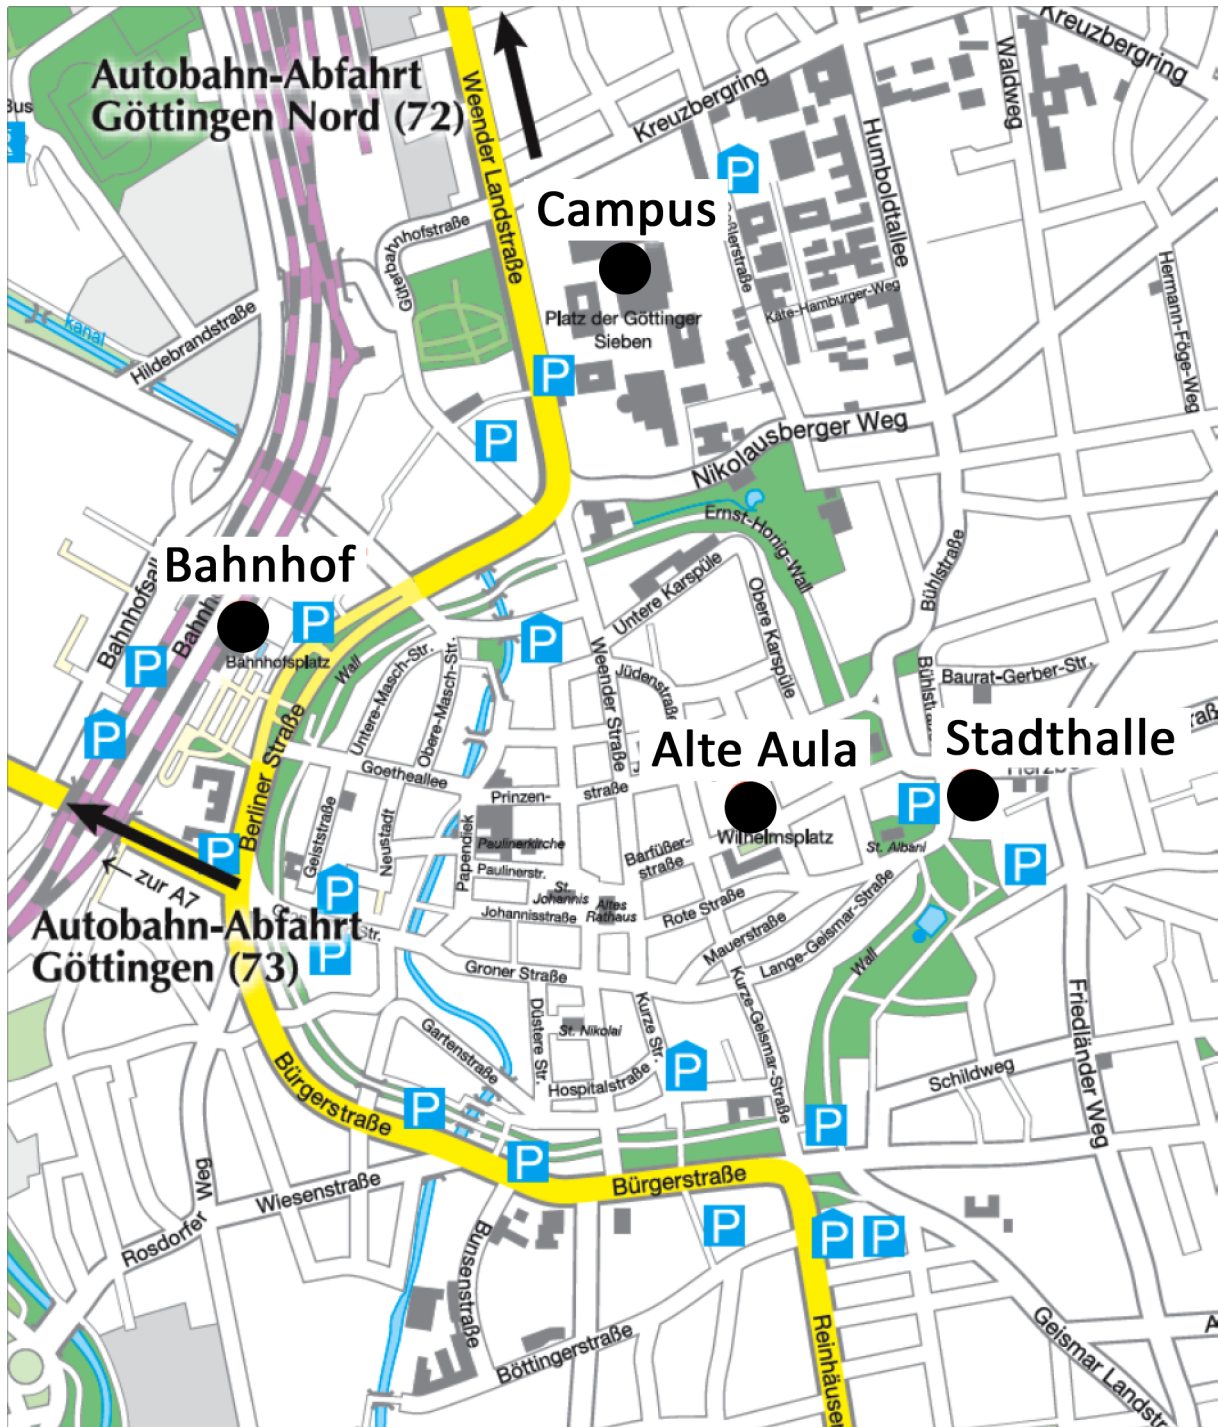 Autobahn-Abfahrt
Göttingen Nord (72)
Bus
Weender Landstraße
Kreuzbergring
Kreuzbergring
Waldweg
Humboldtallee
P
Campus
Güterbahnhofstraße
Käte-Hamburger-Weg
Hermann-Föge-Weg
Platz der Göttinger
Sieben
kanal
Hildebrandstraße
P
P
Nikolausberger Weg
Ernst-Honig-Wall
Bahnhof
Untere Karspüle
Obere Karspüle
Bühlstraße
P
P
P
Bahnhofsplatz
Wall
Untere-Masch-Str.
Obere-Masch-Str.
Weender Straße
Jüdenstraße
Baurat-Gerber-Str.
P
Berliner Straße
Goetheallee
Alte Aula
Stadthalle
Prinzen-
straße
P
Wilhelmsplatz
St. Albani
Geiststraße
Neustadt
Papendiek
Paulinerkirche
Paulinerstr.
Barfüßer-
straße
P
P
zur A7
P
St.
Johannis
Altes
Rathaus
Johannisstraße
Rote Straße
Mauerstraße
Lange-Geismar-Straße
Autobahn-Abfahrt
Göttingen (73)
Str.
P
Groner Straße
Wall
Kurze-Geismar-Straße
Düstere Str.
Kurze Str.
St. Nikolai
Gartenstraße
Hospitalstraße
P
Friedländer Weg
Schildweg
Bürgerstraße
P
P
P
Bürgerstraße
Wiesenstraße
Rosdorfer
Weg
Bunsenstraße
P
P
P
Böttingerstraße
Reinhäuser
Geismar Landstr